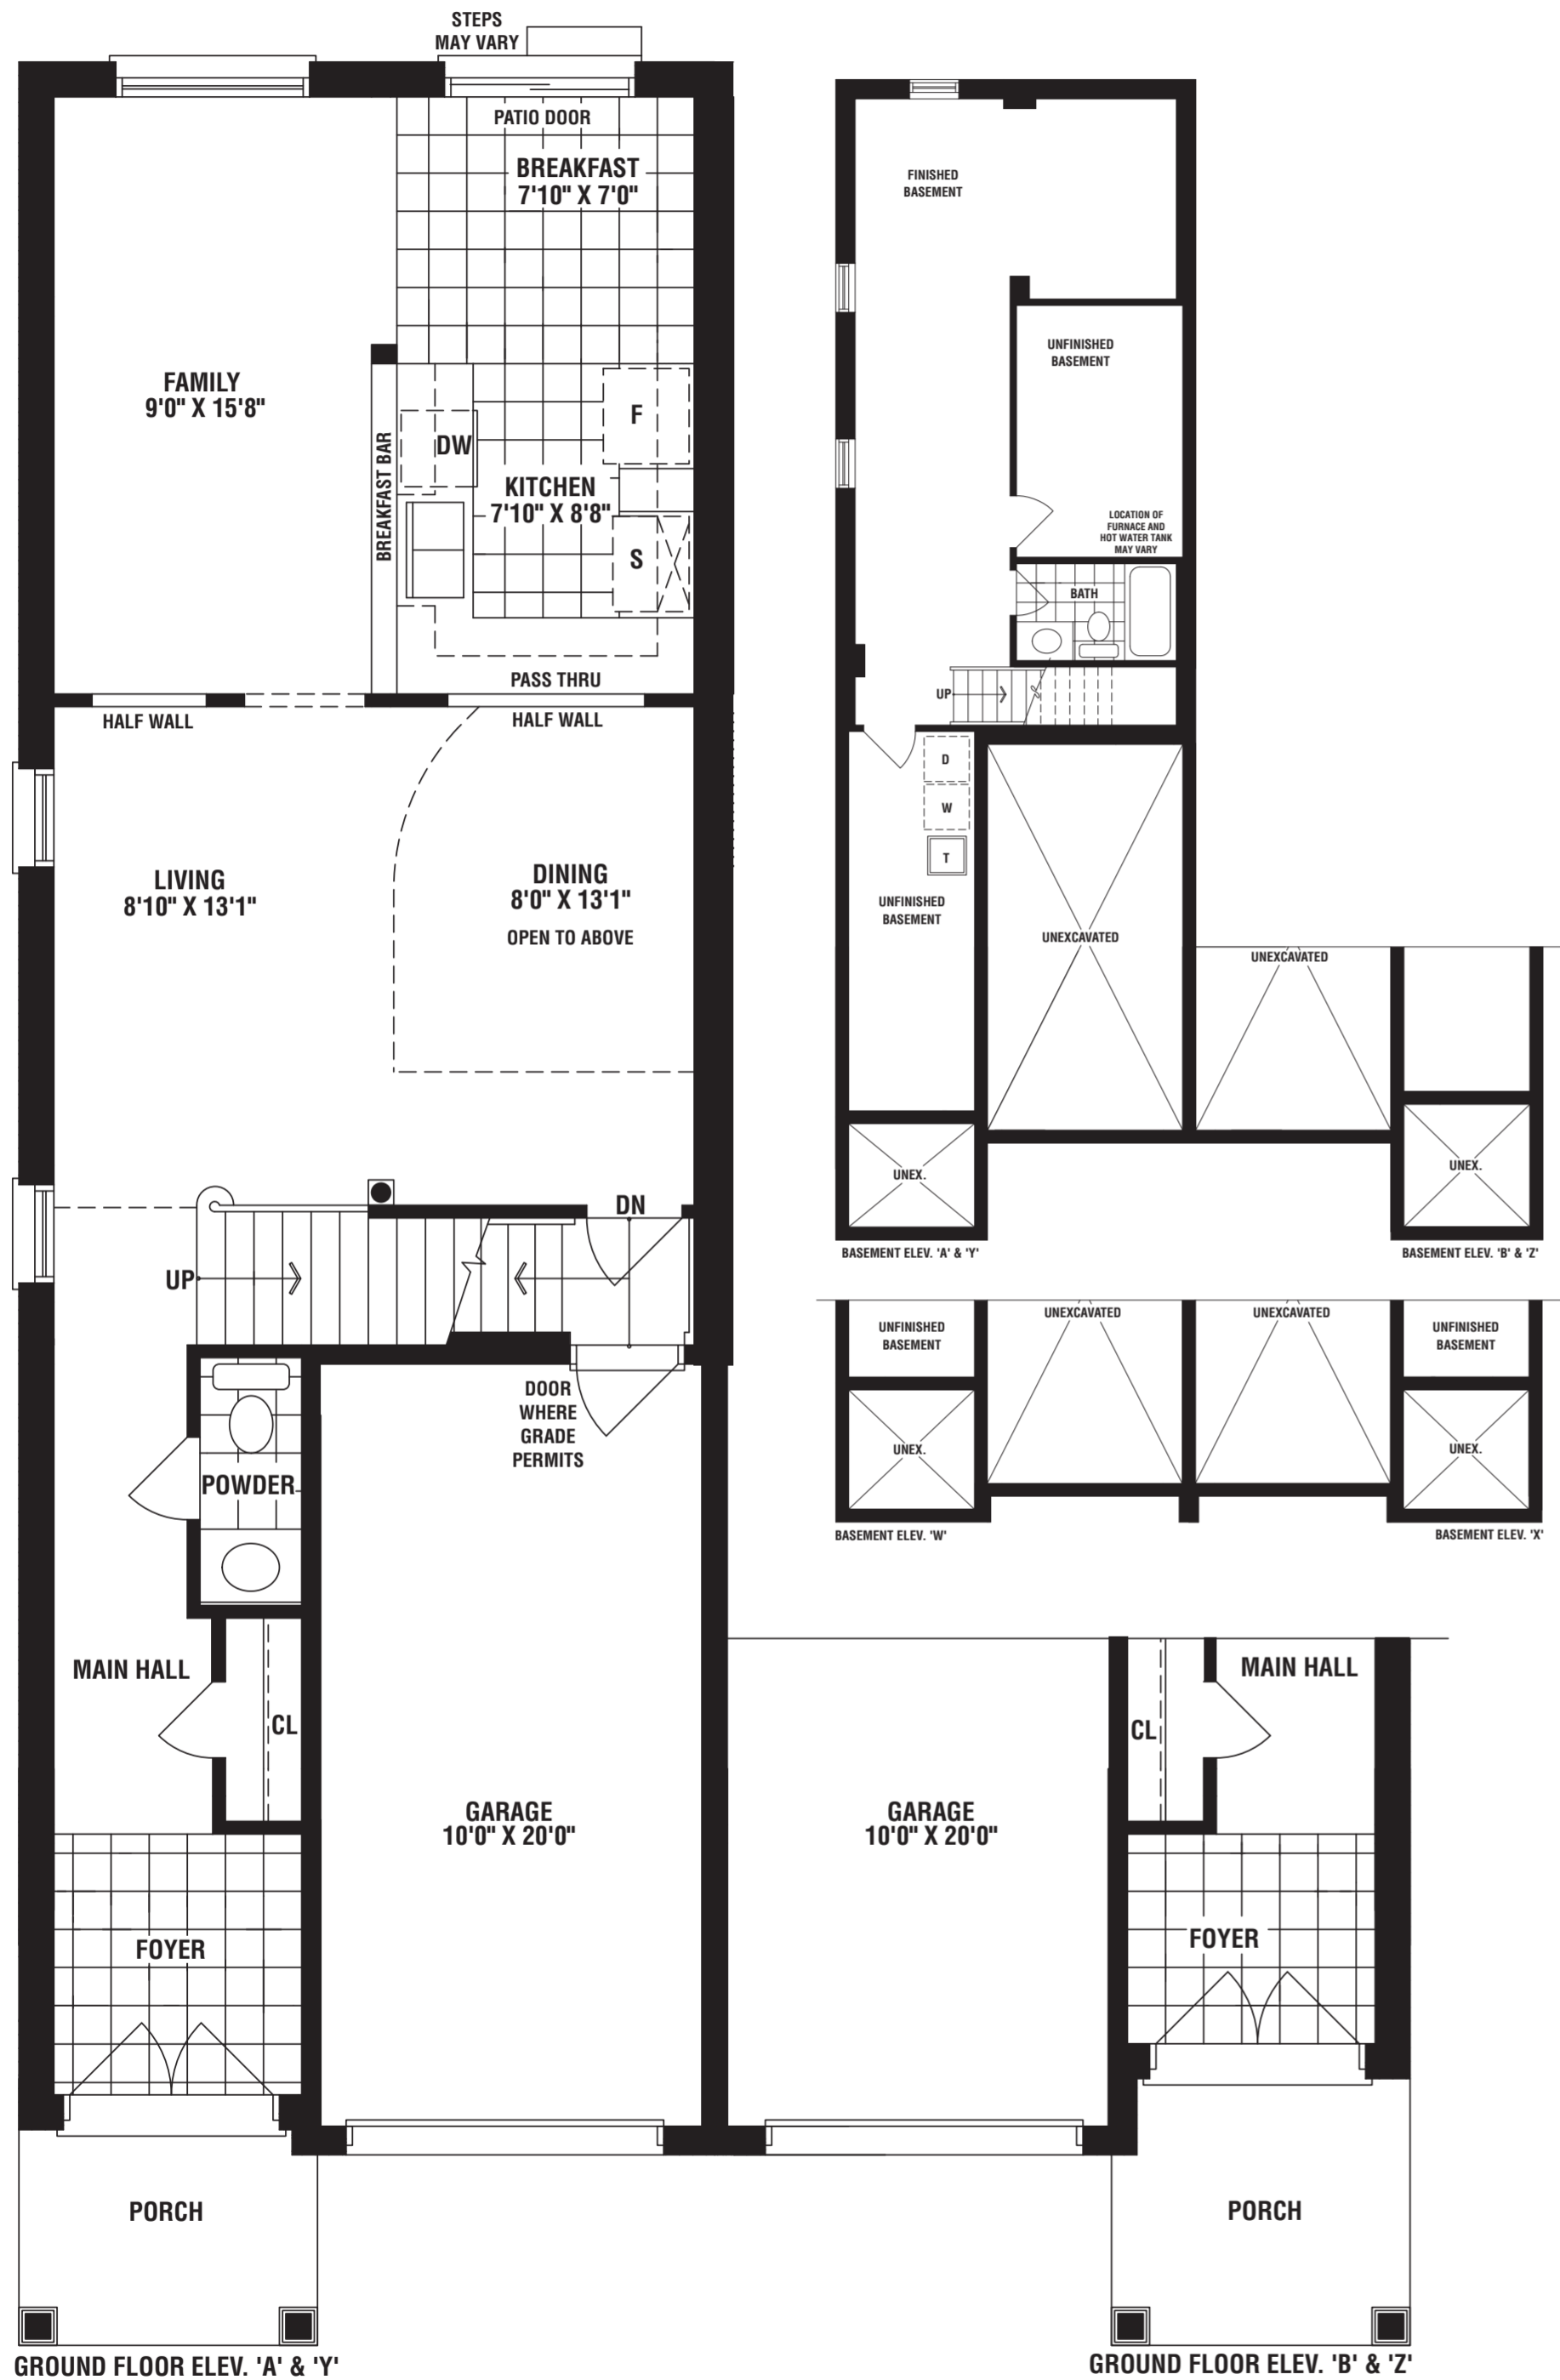 STEPS
MAY VARY
PATIO DOOR
BREAKFAST
7'10" X 7'0"
FAMILY
9'0" X 15'8"
BREAKFAST BAR
DW
F
KITCHEN
7'10" X 8'8"
S
PASS THRU
HALF WALL
HALF WALL
LIVING
8'10" X 13'1"
DINING
8'0" X 13'1"
OPEN TO ABOVE
DN
UP
DOOR
WHERE
GRADE
PERMITS
POWDER
MAIN HALL
CL
GARAGE
10'0" X 20'0"
FOYER
PORCH
GROUND FLOOR ELEV. 'A' & 'Y'
FINISHED
BASEMENT
UNFINISHED
BASEMENT
LOCATION OF
FURNACE AND
HOT WATER TANK
MAY VARY
BATH
UP
D
W
T
UNFINISHED
BASEMENT
UNEXCAVATED
UNEXCAVATED
UNEX.
UNEX.
BASEMENT ELEV. 'A' & 'Y'
BASEMENT ELEV. 'B' & 'Z'
UNFINISHED
BASEMENT
UNEXCAVATED
UNEXCAVATED
UNFINISHED
BASEMENT
UNEX.
UNEX.
BASEMENT ELEV. 'W'
BASEMENT ELEV. 'X'
MAIN HALL
CL
GARAGE
10'0" X 20'0"
FOYER
PORCH
GROUND FLOOR ELEV. 'B' & 'Z'